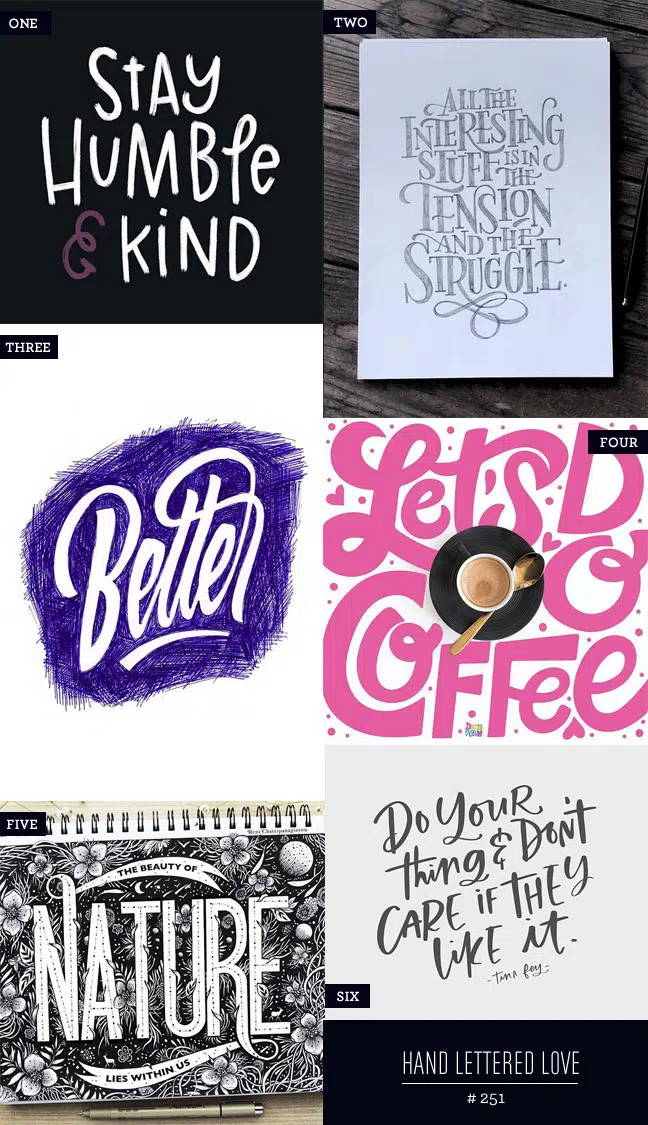 ONE
STAY
HUMBLE
& KiND
TWO
ALL THE
INTERESTING
STUFF IS IN
THE
TENSION
AND THE
STRUGGLE.
THREE
Better
FOUR
Let's D
O
COFFee
FIVE
Meni Chatzipanagiotou
THE BEAUTY OF
NATURE
LIES WITHIN US
Do YouR
thing & DON'T
CARE iF THEY
LIKE it.
- tina fey -
SIX
HAND LETTERED LOVE
# 251